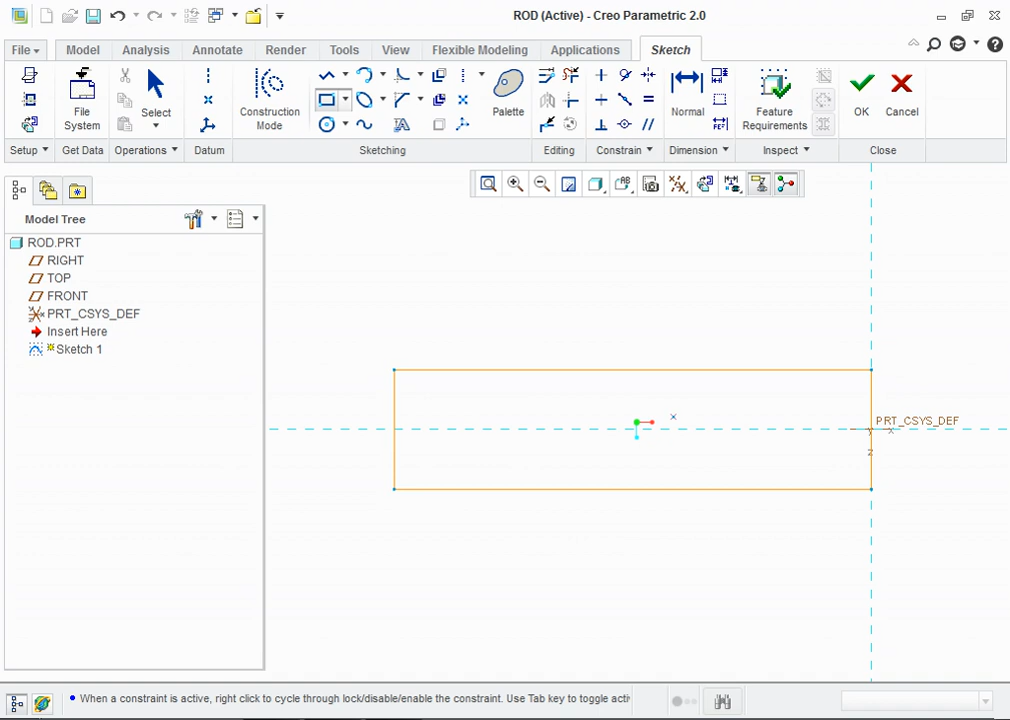 ROD (Active) - Creo Parametric 2.0
File Model Analysis Annotate Render Tools View Flexible Modeling Applications Sketch
File System
Select
Construction Mode
Palette
Normal
Feature Requirements
OK
Cancel
Setup Get Data Operations Datum Sketching Editing Constrain Dimension Inspect Close
Model Tree
ROD.PRT
RIGHT
TOP
FRONT
PRT_CSYS_DEF
Insert Here
Sketch 1
PRT_CSYS_DEF
Y X
Z
When a constraint is active, right click to cycle through lock/disable/enable the constraint. Use Tab key to toggle activ